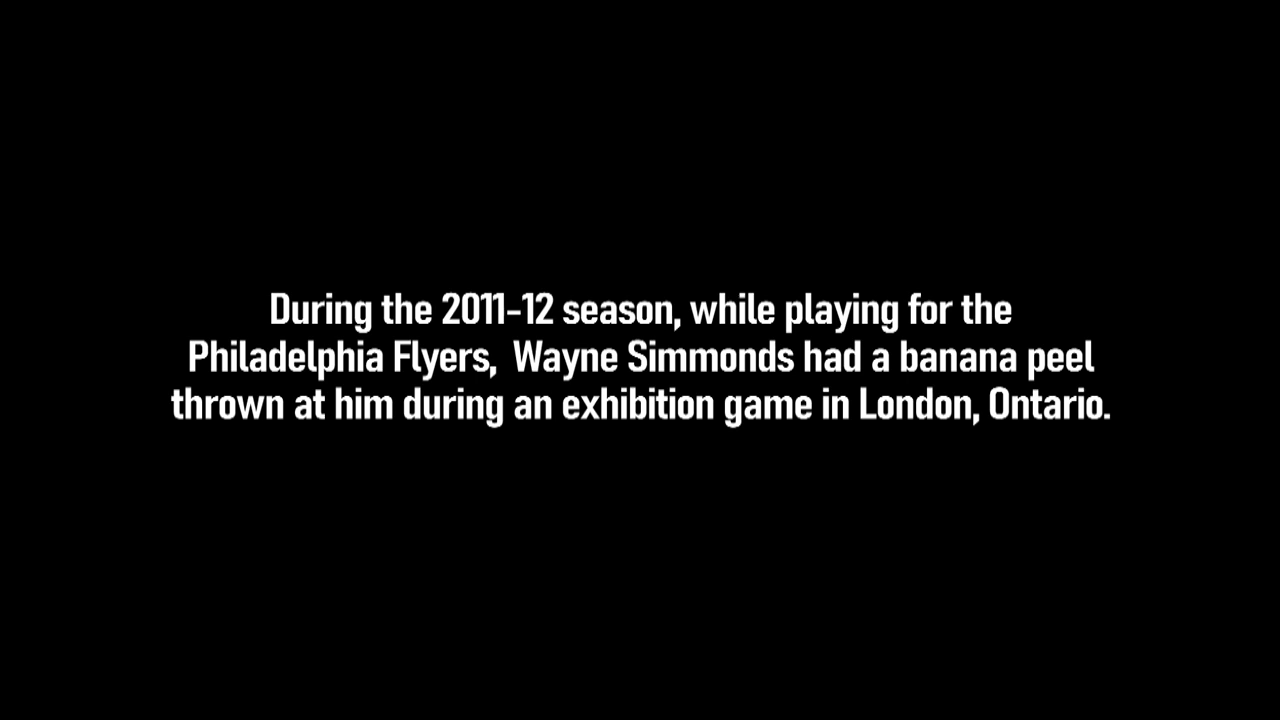 During the 2011-12 season, while playing for the
Philadelphia Flyers,  Wayne Simmonds had a banana peel
thrown at him during an exhibition game in London, Ontario.